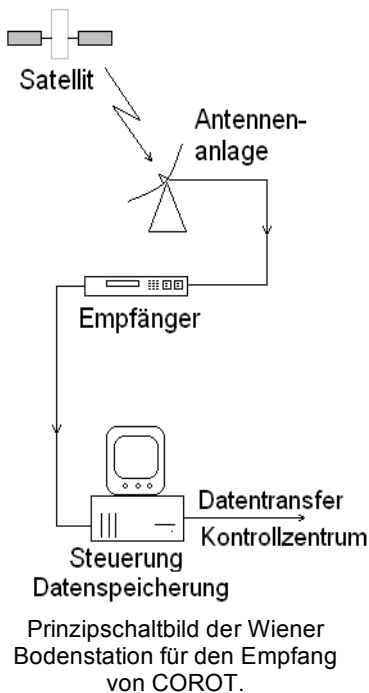 Satellit
Antennen-
anlage
Empfänger
Datentransfer
Kontrollzentrum
Steuerung
Datenspeicherung
Prinzipschaltbild der Wiener
Bodenstation für den Empfang
von COROT.